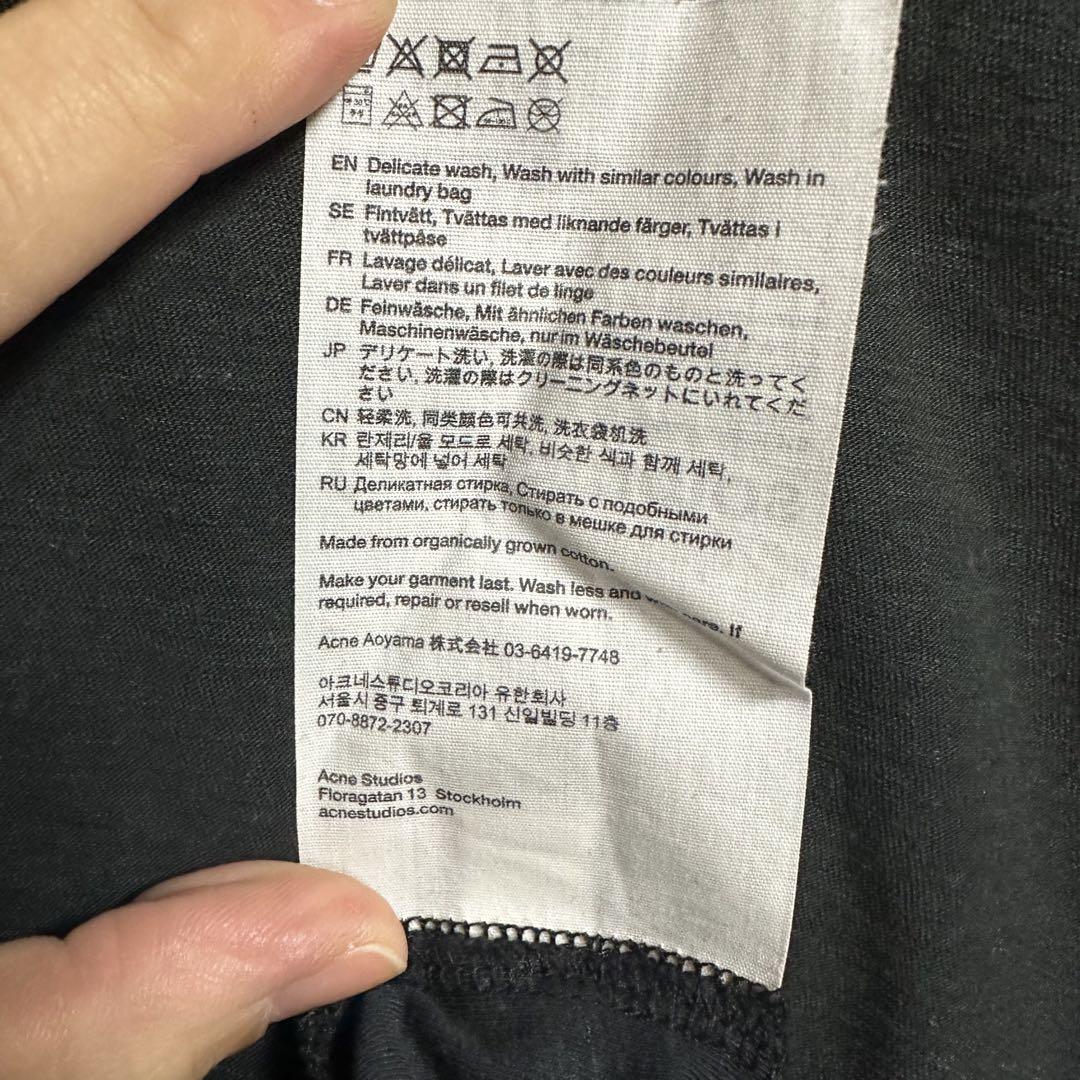 EN Delicate wash, Wash with similar colours, Wash in
laundry bag
SE Fintvätt, Tvättas med liknande färger, Tvättas i
tvättpåse
FR Lavage délicat, Laver avec des couleurs similaires,
Laver dans un filet de linge
DE Feinwäsche, Mit ähnlichen Farben waschen,
Maschinenwäsche, nur im Wäschebeutel
JP デリケート洗い, 洗濯の際は同系色のものと洗ってく
ださい, 洗濯の際はクリーニングネットにいれてくだ
さい
CN 轻柔洗, 同类颜色可共洗, 洗衣袋机洗
KR 란제리/울 모드로 세탁, 비슷한 색과 함께 세탁,
세탁망에 넣어 세탁
RU Деликатная стирка, Стирать с подобными
цветами, стирать только в мешке для стирки
Made from organically grown cotton.
Make your garment last. Wash less and care. If
required, repair or resell when worn.
Acne Aoyama 株式会社 03-6419-7748
아크네스튜디오코리아 유한회사
서울시 중구 퇴계로 131 신일빌딩 11층
070-8872-2307
Acne Studios
Floragatan 13 Stockholm
acnestudios.com